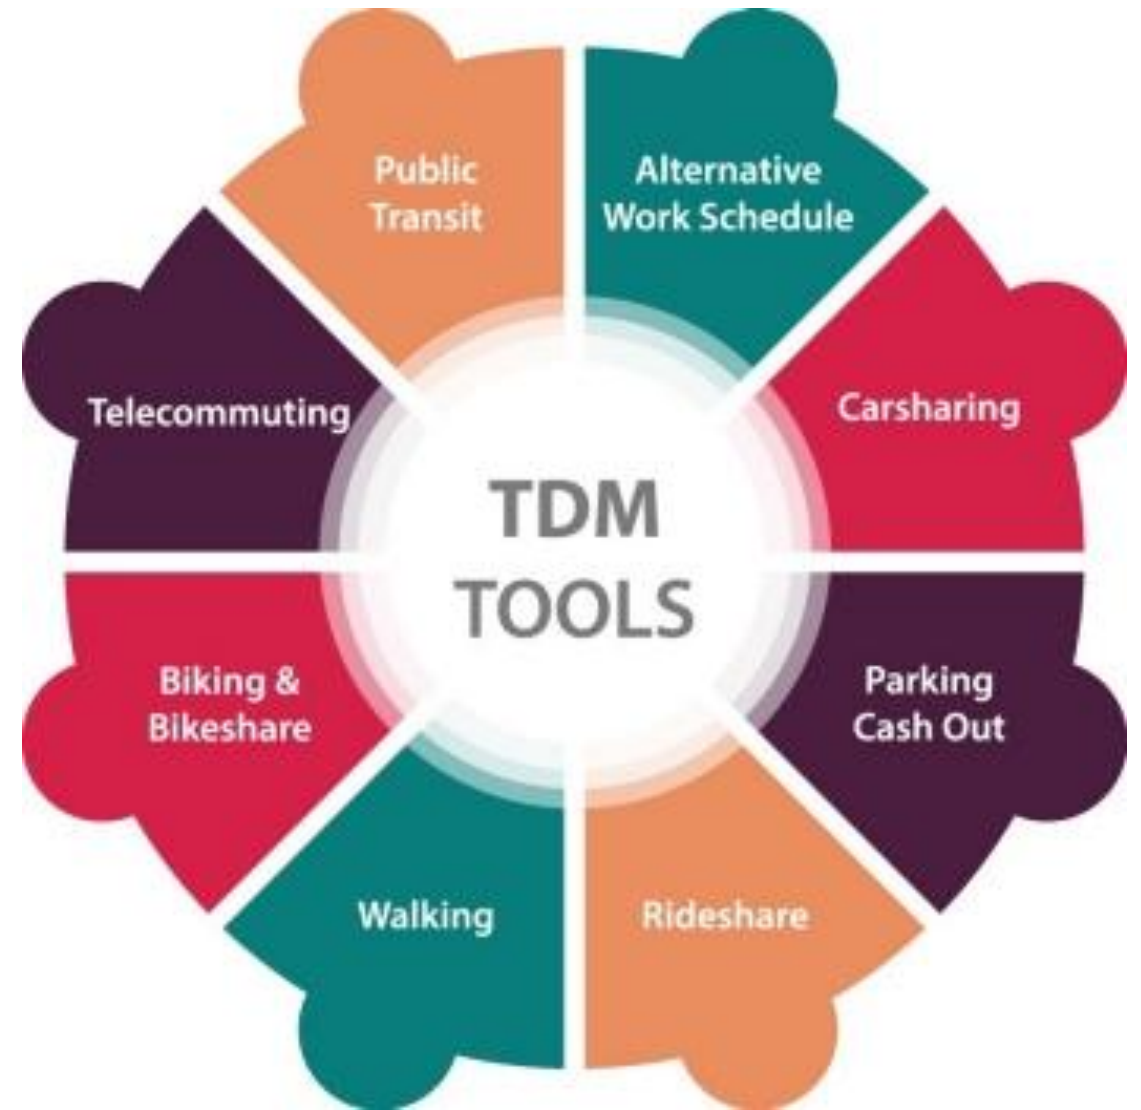 Public
Transit
Alternative
Work Schedule
Carsharing
Parking
Cash Out
Rideshare
Walking
Biking &
Bikeshare
Telecommuting
TDM
TOOLS